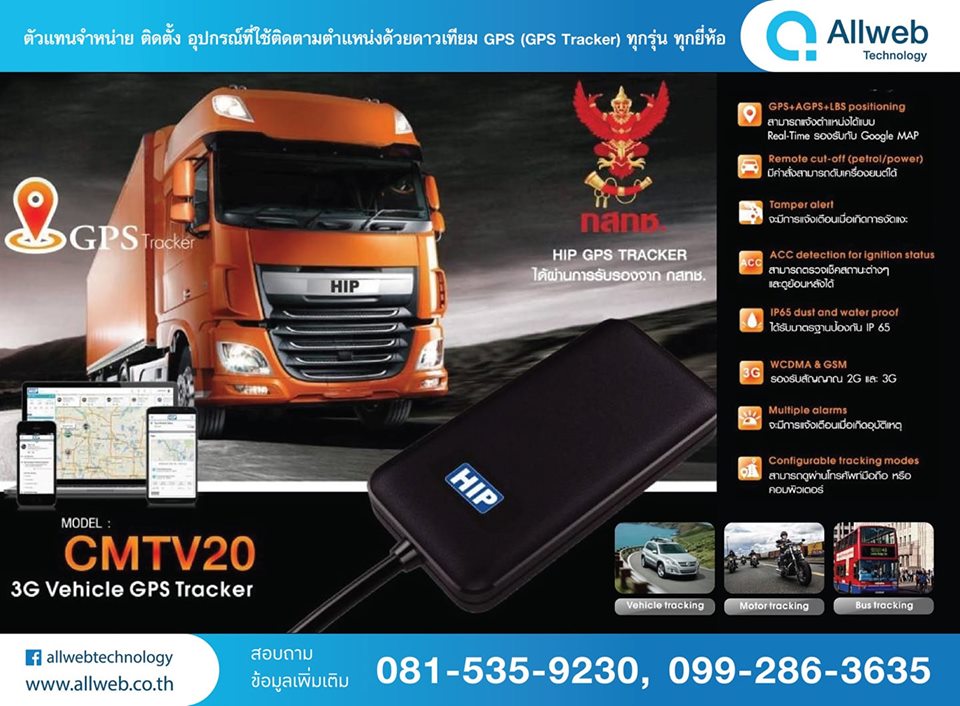 ตัวแทนจำหน่าย ติดตั้ง อุปกรณ์ที่ใช้ติดตามตำแหน่งด้วยดาวเทียม GPS (GPS Tracker) ทุกรุ่น ทุกยี่ห้อ
Allweb
Technology
GPS Tracker
HIP
กสทช.
HIP GPS TRACKER
ได้ผ่านการรับรองจาก กสทช.
GPS+AGPS+LBS positioning
สามารถแจ้งตำแหน่งได้แบบ
Real-Time รองรับกับ Google MAP
Remote cut-off (petrol/power)
มีคำสั่งสามารถดับเครื่องยนต์ได้
Tamper alert
จะมีการแจ้งเตือนเมื่อเกิดการงัดแงะ
ACC
ACC detection for ignition status
สามารถตรวจเช็คสถานะต่างๆ
และดูย้อนหลังได้
IP65 dust and water proof
ได้รับมาตรฐานป้องกัน IP 65
3G
WCDMA & GSM
รองรับสัญญาณ 2G และ 3G
Multiple alarms
จะมีการแจ้งเตือนเมื่อเกิดอุบัติเหตุ
Configurable tracking modes
สามารถดูผ่านโทรศัพท์มือถือ หรือ
คอมพิวเตอร์
HIP
MODEL :
CMTV20
3G Vehicle GPS Tracker
Vehicle tracking
Motor tracking
Bus tracking
allwebtechnology
www.allweb.co.th
สอบถาม
ข้อมูลเพิ่มเติม
081-535-9230, 099-286-3635